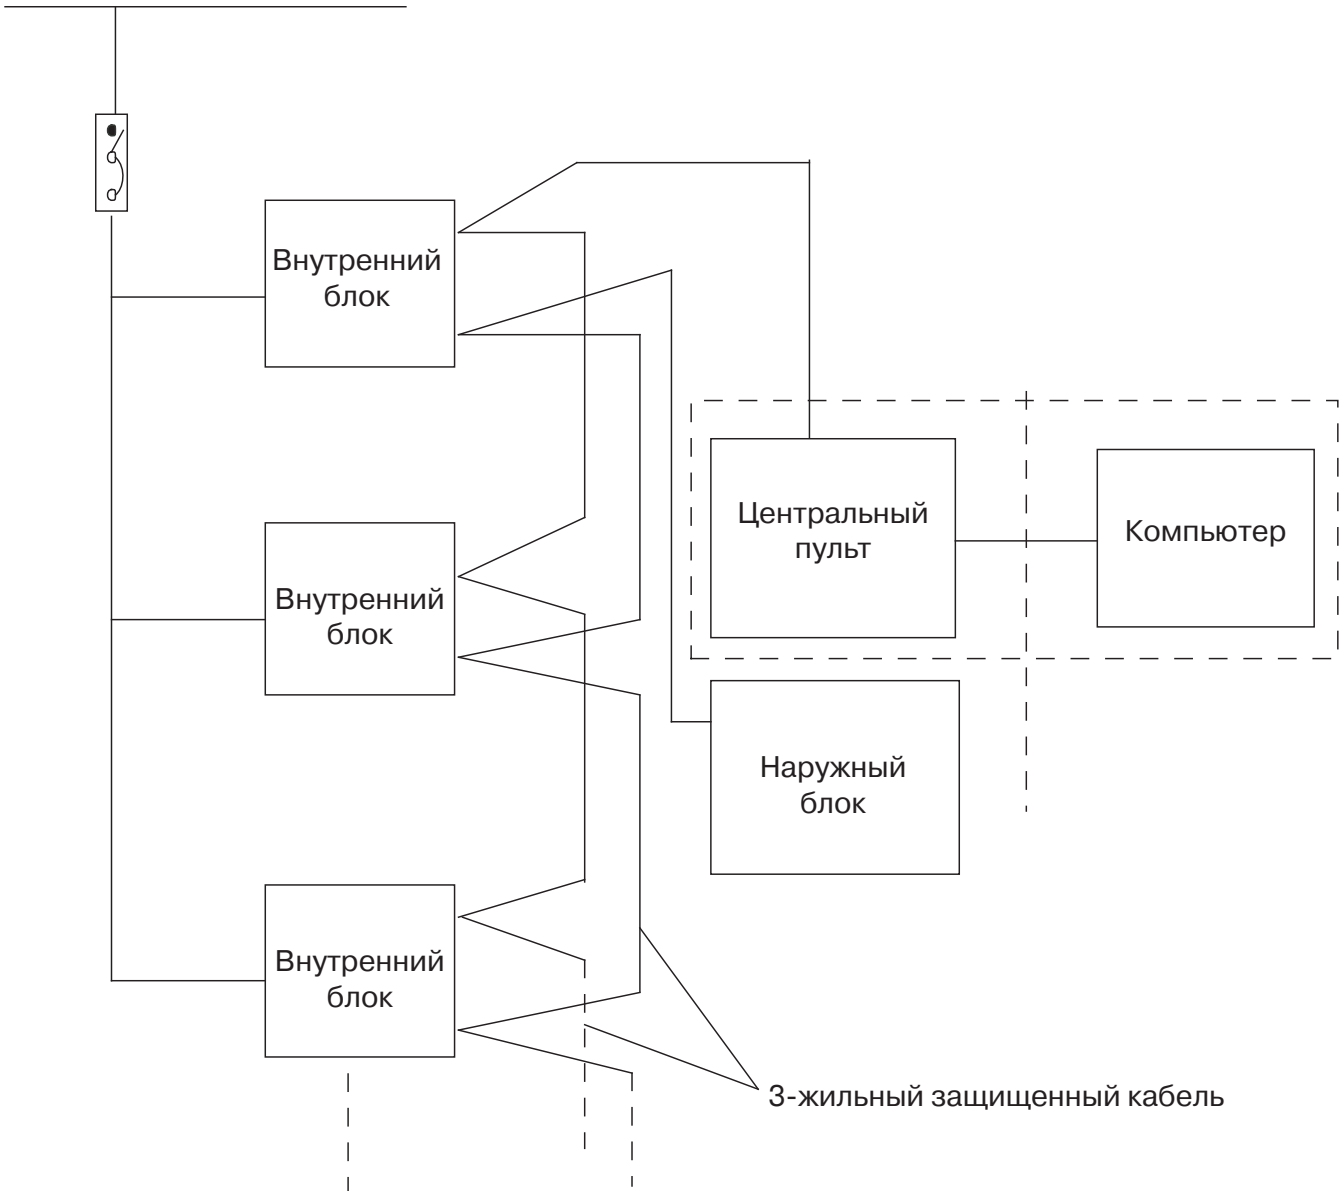 Внутренний
блок
Центральный
пульт
Компьютер
Внутренний
блок
Наружный
блок
Внутренний
блок
3-жильный защищенный кабель